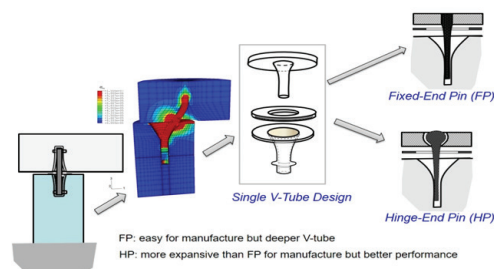 Fixed-End Pin (FP)
Single V-Tube Design
Hinge-End Pin (HP)
FP: easy for manufacture but deeper V-tube
HP: more expansive than FP for manufacture but better performance